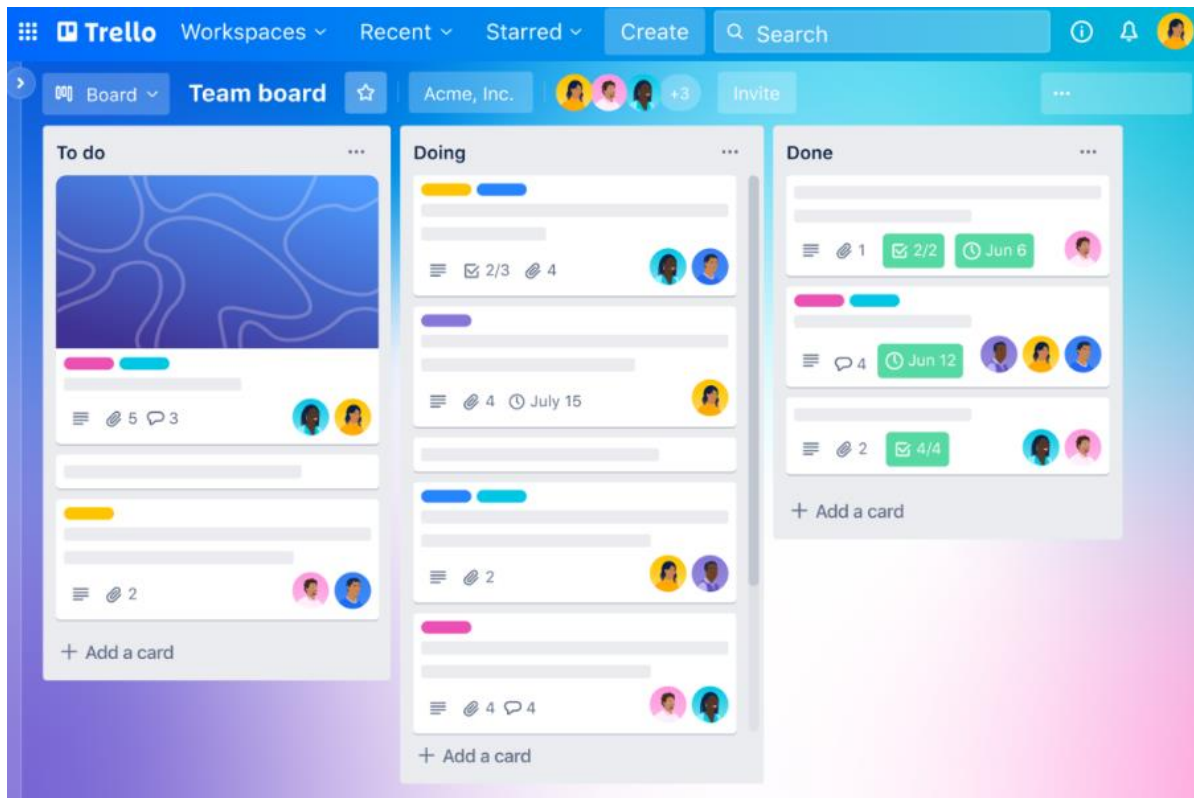 Trello Workspaces Recent Starred Create Search
Board Team board Acme, Inc. +3 Invite
To do
5 3
2
+ Add a card
Doing
2/3 4
4 July 15
2
4 4
+ Add a card
Done
1 2/2 Jun 6
4 Jun 12
2 4/4
+ Add a card